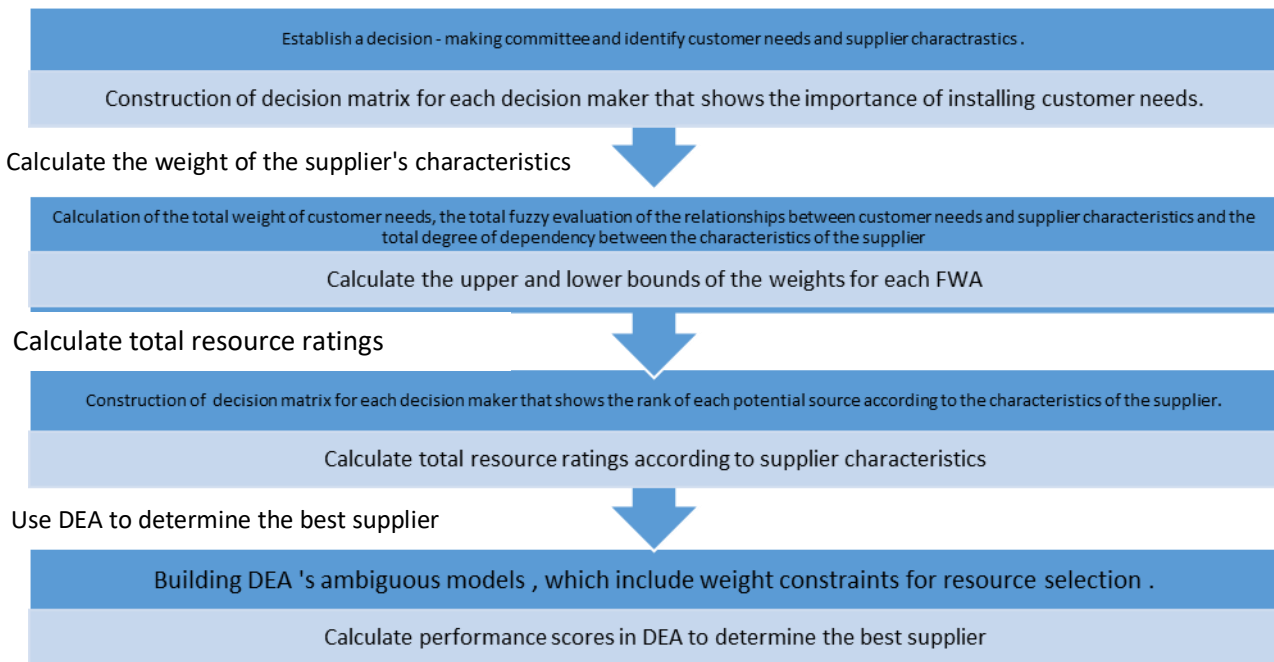 Establish a decision - making committee and identify customer needs and supplier charactrastics .
Construction of decision matrix for each decision maker that shows the importance of installing customer needs.
Calculate the weight of the supplier's characteristics
Calculation of the total weight of customer needs, the total fuzzy evaluation of the relationships between customer needs and supplier characteristics and the
total degree of dependency between the characteristics of the supplier
Calculate the upper and lower bounds of the weights for each FWA
Calculate total resource ratings
Construction of decision matrix for each decision maker that shows the rank of each potential source according to the characteristics of the supplier.
Calculate total resource ratings according to supplier characteristics
Use DEA to determine the best supplier
Building DEA 's ambiguous models , which include weight constraints for resource selection .
Calculate performance scores in DEA to determine the best supplier